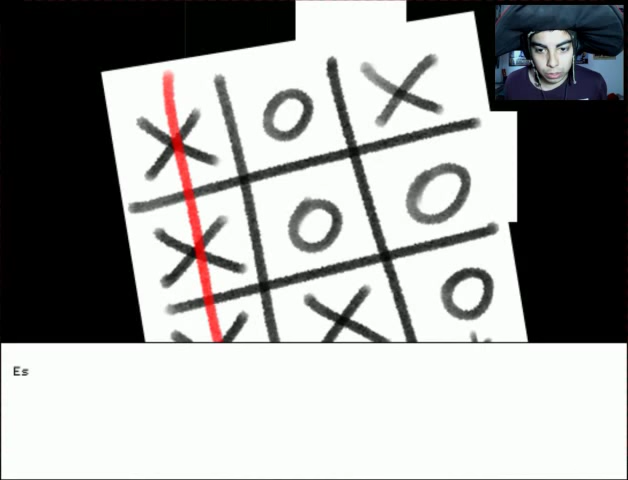 X O X
X O O
X X O
Es